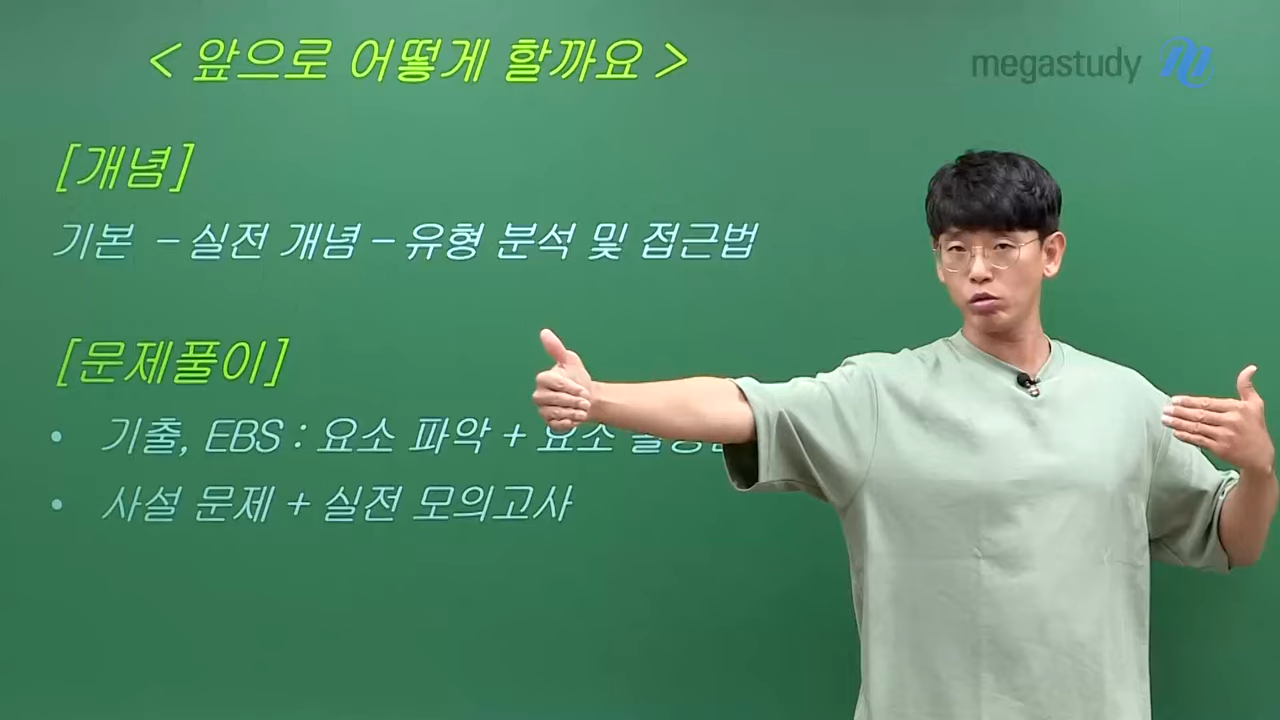 < 앞으로 어떻게 할까요 >
megastudy
[개념]
기본 – 실전 개념 – 유형 분석 및 접근법
[문제풀이]
• 기출, EBS : 요소 파악 + 요소
• 사설 문제 + 실전 모의고사